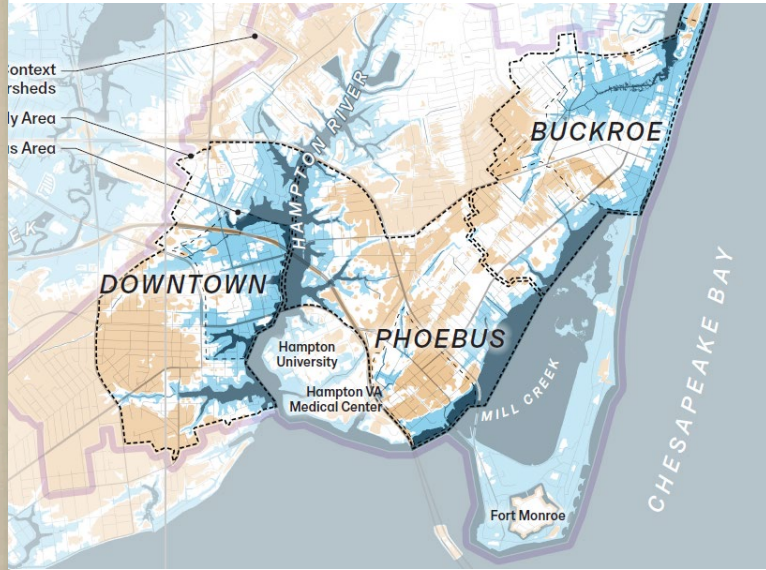 Context
rsheds
ly Area
s Area
HAMPTON RIVER
BUCKROE
EK
DOWNTOWN
PHOEBUS
Hampton
University
Hampton VA
Medical Center
MILL CREEK
CHESAPEAKE BAY
Fort Monroe